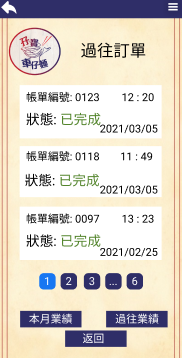 孖寶
車仔麵
過往訂單
帳單編號: 0123 12 : 20
狀態: 已完成
2021/03/05
帳單編號: 0118 11 : 49
狀態: 已完成
2021/03/05
帳單編號: 0097 13 : 23
狀態: 已完成
2021/02/25
1 2 3 ... 6
本月業績 過往業績
返回